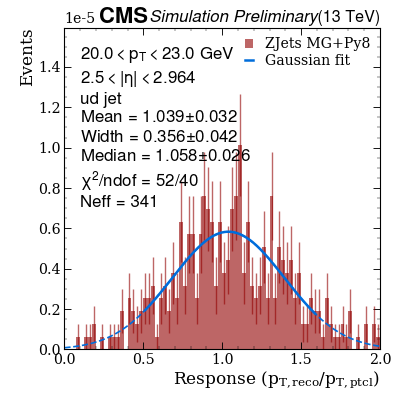 1e-5 CMS Simulation Preliminary (13 TeV)
Events
20.0 < pT < 23.0 GeV
2.5 < |η| < 2.964
ud jet
Mean = 1.039±0.032
Width = 0.356±0.042
Median = 1.058±0.026
χ²/ndof = 52/40
Neff = 341
ZJets MG+Py8
Gaussian fit
1.4
1.2
1.0
0.8
0.6
0.4
0.2
0.0
0.0 0.5 1.0 1.5 2.0
Response (pT,reco/pT,ptcl)